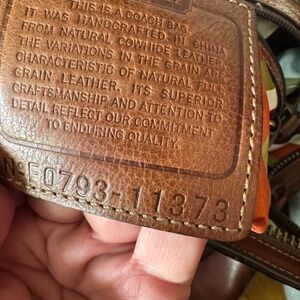 THIS IS A COACH BAG.
IT WAS HANDCRAFTED IN CHINA
FROM NATURAL COWHIDE LEATHER.
THE VARIATIONS IN THE GRAIN ARE
CHARACTERISTIC OF NATURAL FULL
GRAIN LEATHER. ITS SUPERIOR
CRAFTSMANSHIP AND ATTENTION TO
DETAIL REFLECT OUR COMMITMENT
TO ENDURING QUALITY.
F0793-11373